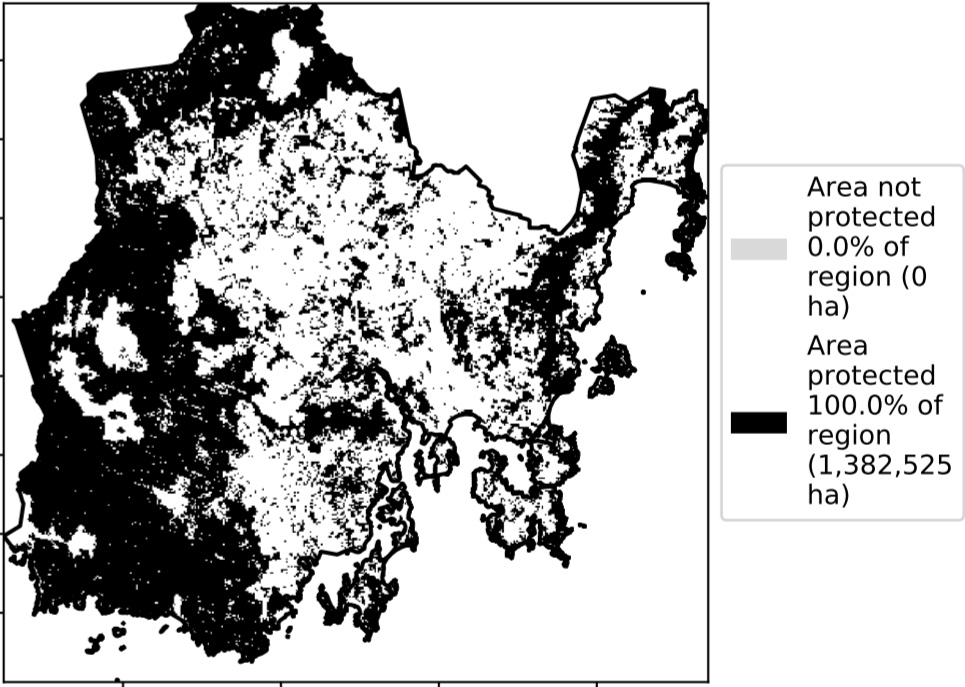 Area not
protected
0.0% of
region (0
ha)
Area
protected
100.0% of
region
(1,382,525
ha)